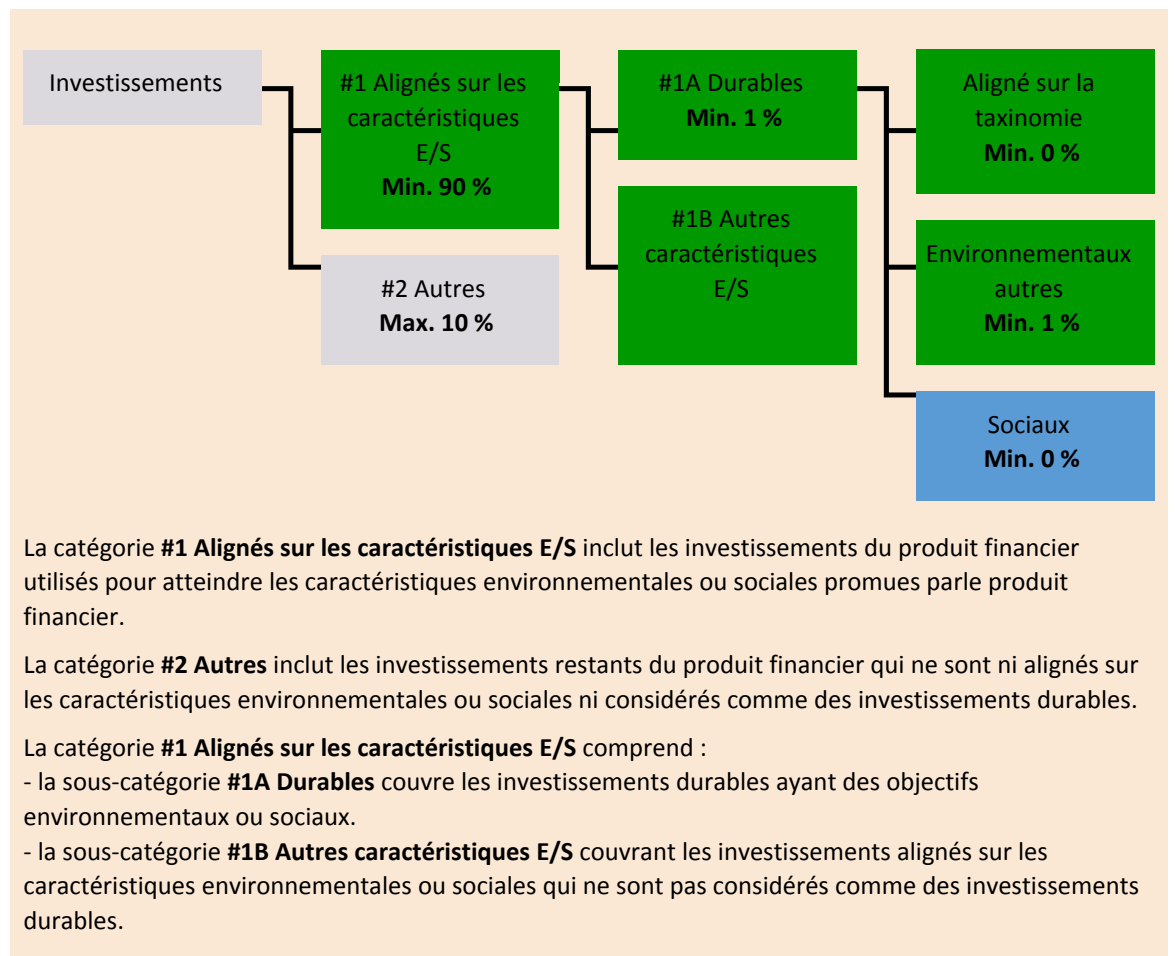 Investissements
#1 Alignés sur les
caractéristiques
E/S
Min. 90 %
#2 Autres
Max. 10 %
#1A Durables
Min. 1 %
#1B Autres
caractéristiques
E/S
Aligné sur la
taxinomie
Min. 0 %
Environnementaux
autres
Min. 1 %
Sociaux
Min. 0 %
La catégorie #1 Alignés sur les caractéristiques E/S inclut les investissements du produit financier
utilisés pour atteindre les caractéristiques environnementales ou sociales promues parle produit
financier.
La catégorie #2 Autres inclut les investissements restants du produit financier qui ne sont ni alignés sur
les caractéristiques environnementales ou sociales ni considérés comme des investissements durables.
La catégorie #1 Alignés sur les caractéristiques E/S comprend :
- la sous-catégorie #1A Durables couvre les investissements durables ayant des objectifs
environnementaux ou sociaux.
- la sous-catégorie #1B Autres caractéristiques E/S couvrant les investissements alignés sur les
caractéristiques environnementales ou sociales qui ne sont pas considérés comme des investissements
durables.